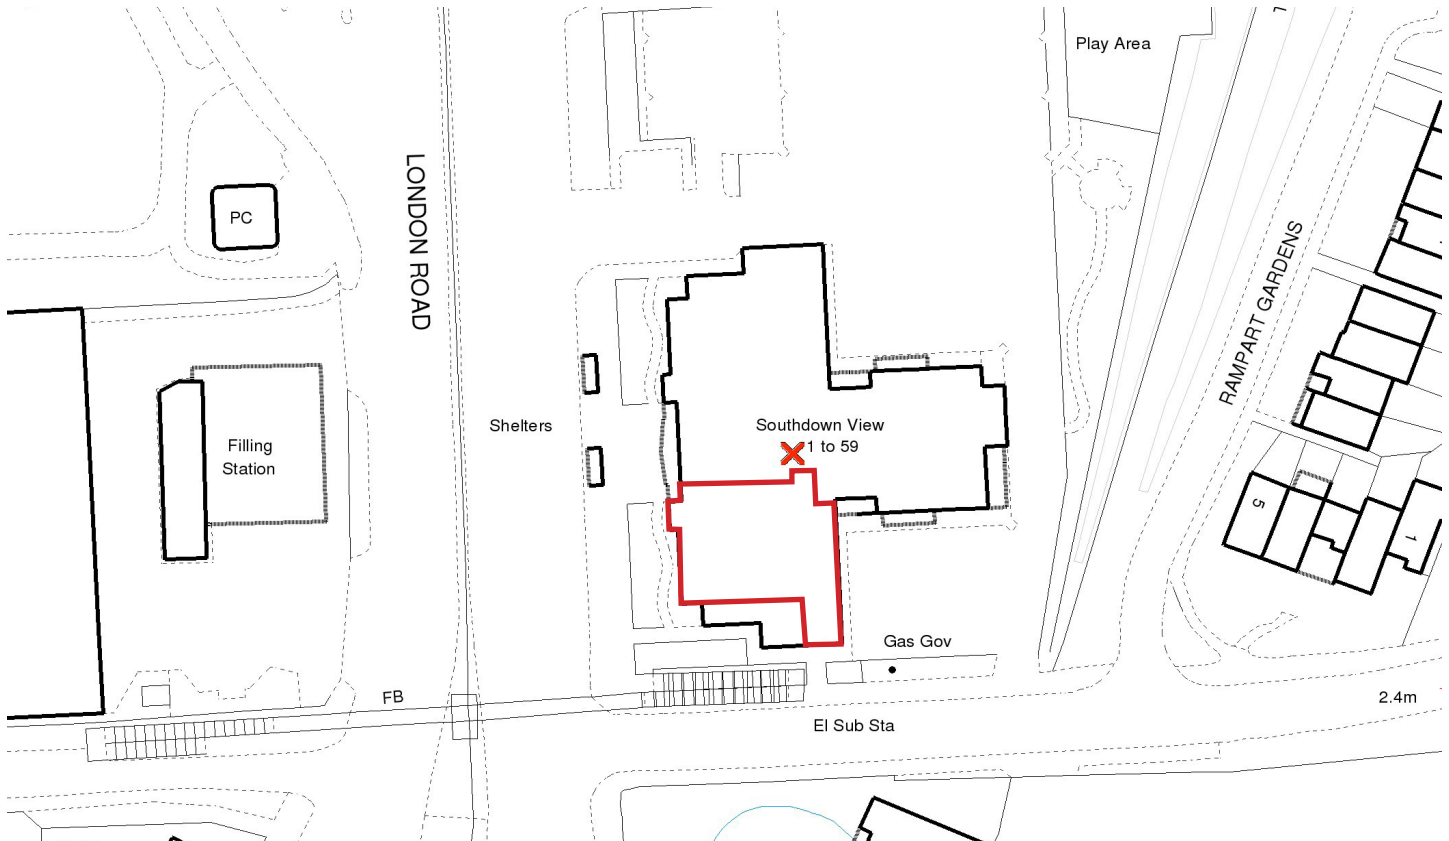 Play Area
PC
LONDON ROAD
RAMPART GARDENS
Shelters
Southdown View
1 to 59
Filling
Station
5
1
Gas Gov
FB
El Sub Sta
2.4m